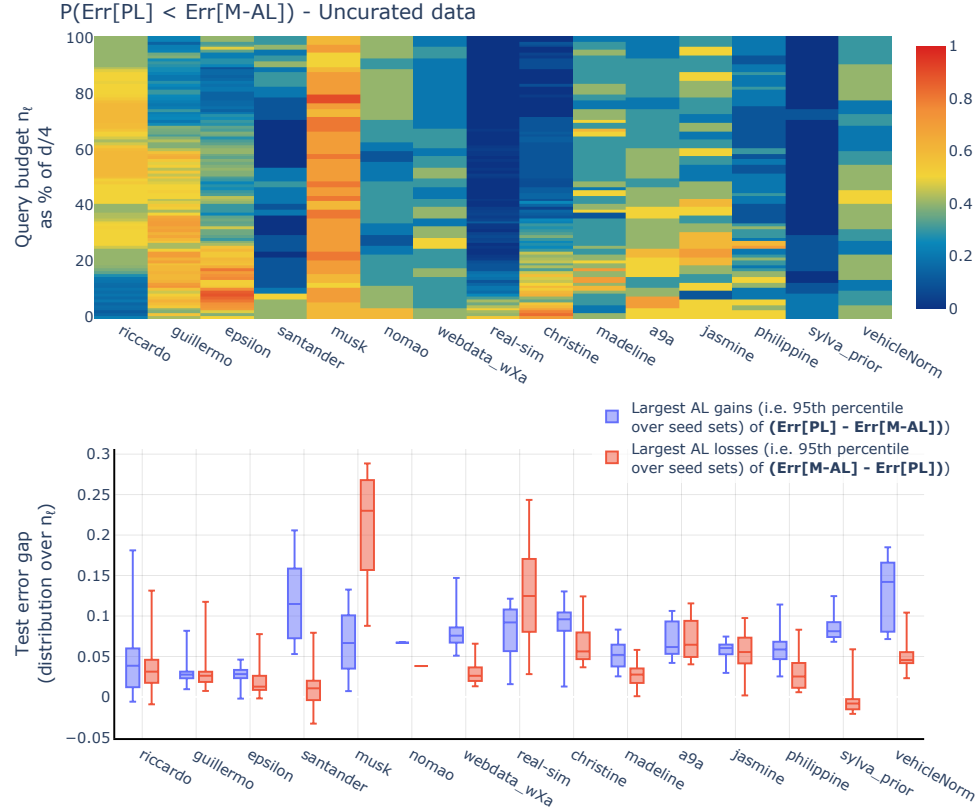 P(Err[PL] < Err[M-AL]) - Uncurated data
Query budget nℓ
as % of d/4
100
80
60
40
20
0
riccardo
guillermo
epsilon
santander
musk
nomao
webdata_wXa
real-sim
christine
madeline
a9a
jasmine
philippine
sylva_prior
vehicleNorm
1
0.8
0.6
0.4
0.2
0
Largest AL gains (i.e. 95th percentile
over seed sets) of (Err[PL] - Err[M-AL]))
Largest AL losses (i.e. 95th percentile
over seed sets) of (Err[M-AL] - Err[PL]))
Test error gap
(distribution over nℓ)
0.3
0.25
0.2
0.15
0.1
0.05
0
−0.05
riccardo
guillermo
epsilon
santander
musk
nomao
webdata_wXa
real-sim
christine
madeline
a9a
jasmine
philippine
sylva_prior
vehicleNorm